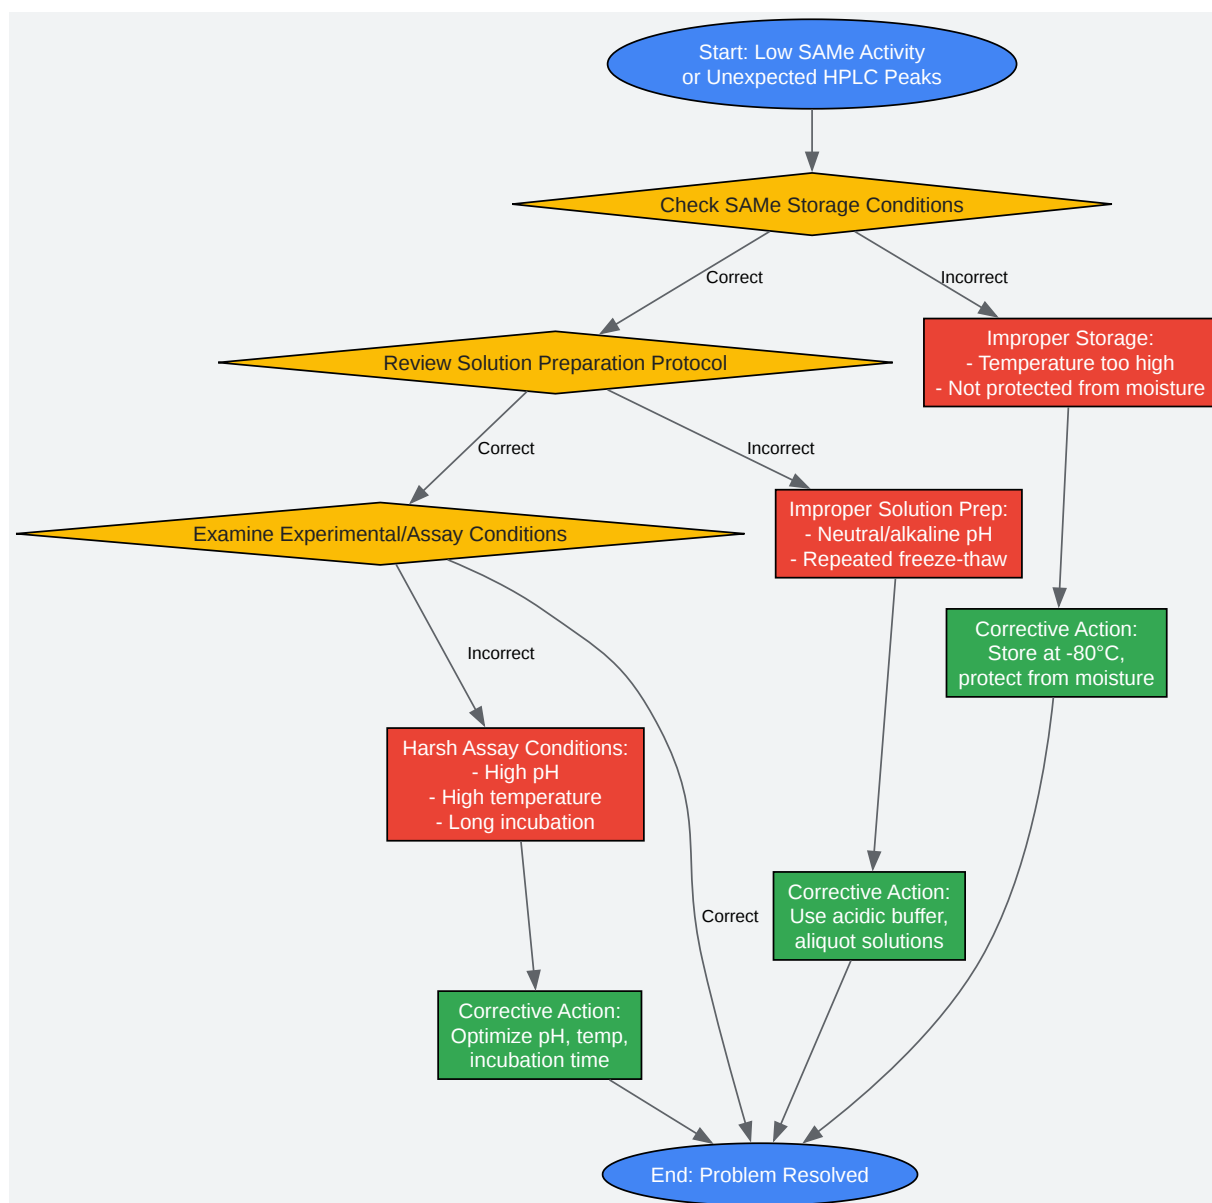 Start: Low SAMe Activity
or Unexpected HPLC Peaks
Check SAMe Storage Conditions
Correct
Incorrect
Improper Storage:
- Temperature too high
- Not protected from moisture
Review Solution Preparation Protocol
Correct
Incorrect
Improper Solution Prep:
- Neutral/alkaline pH
- Repeated freeze-thaw
Examine Experimental/Assay Conditions
Corrective Action:
Store at -80°C,
protect from moisture
Incorrect
Harsh Assay Conditions:
- High pH
- High temperature
- Long incubation
Correct
Corrective Action:
Use acidic buffer,
aliquot solutions
Corrective Action:
Optimize pH, temp,
incubation time
End: Problem Resolved